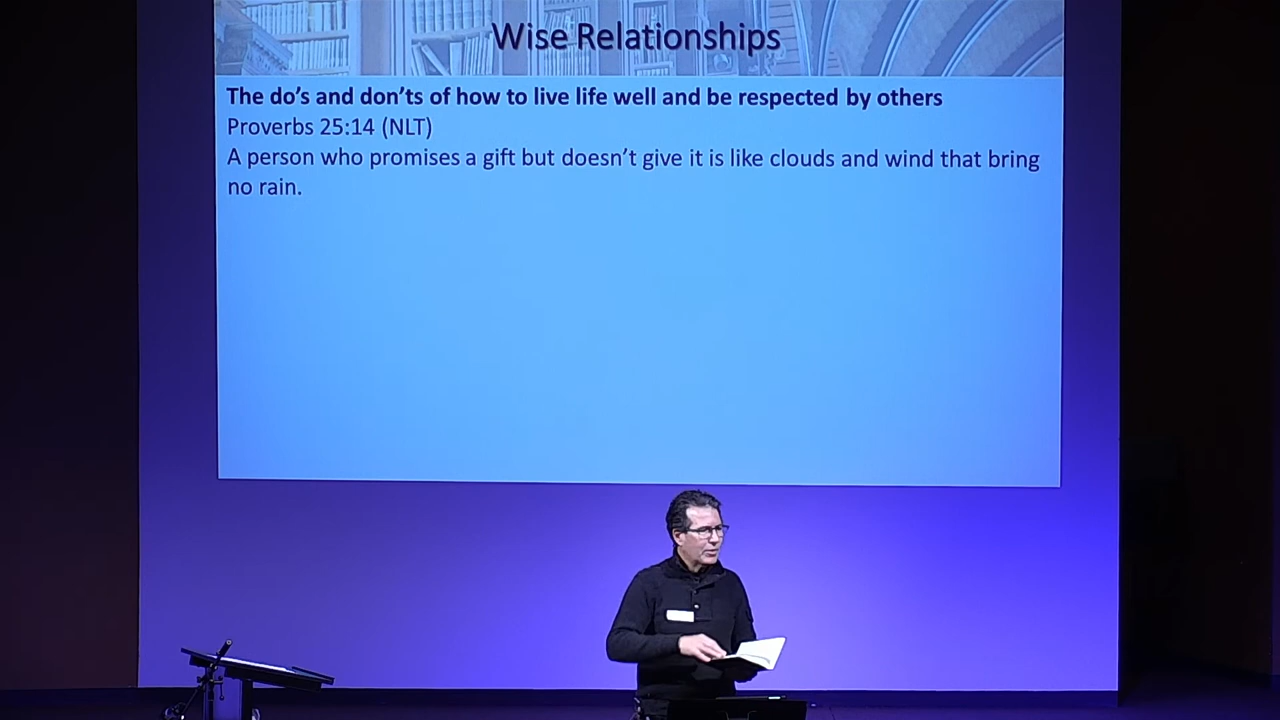 Wise Relationships
The do's and don'ts of how to live life well and be respected by others
Proverbs 25:14 (NLT)
A person who promises a gift but doesn't give it is like clouds and wind that bring
no rain.